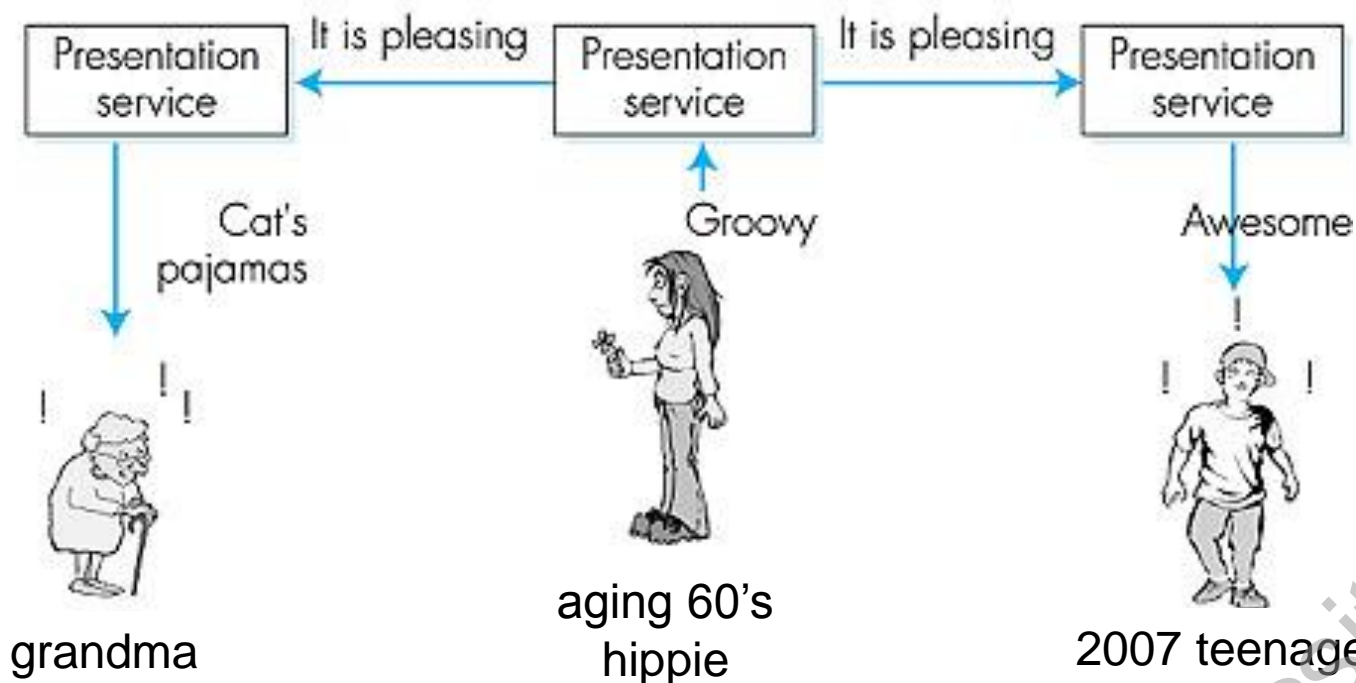 It is pleasing
It is pleasing
Presentation
service
Presentation
service
Presentation
service
Cat's
pajamas
Groovy
Awesome
! ! !
! ! !
grandma
aging 60's
hippie
2007 teenage